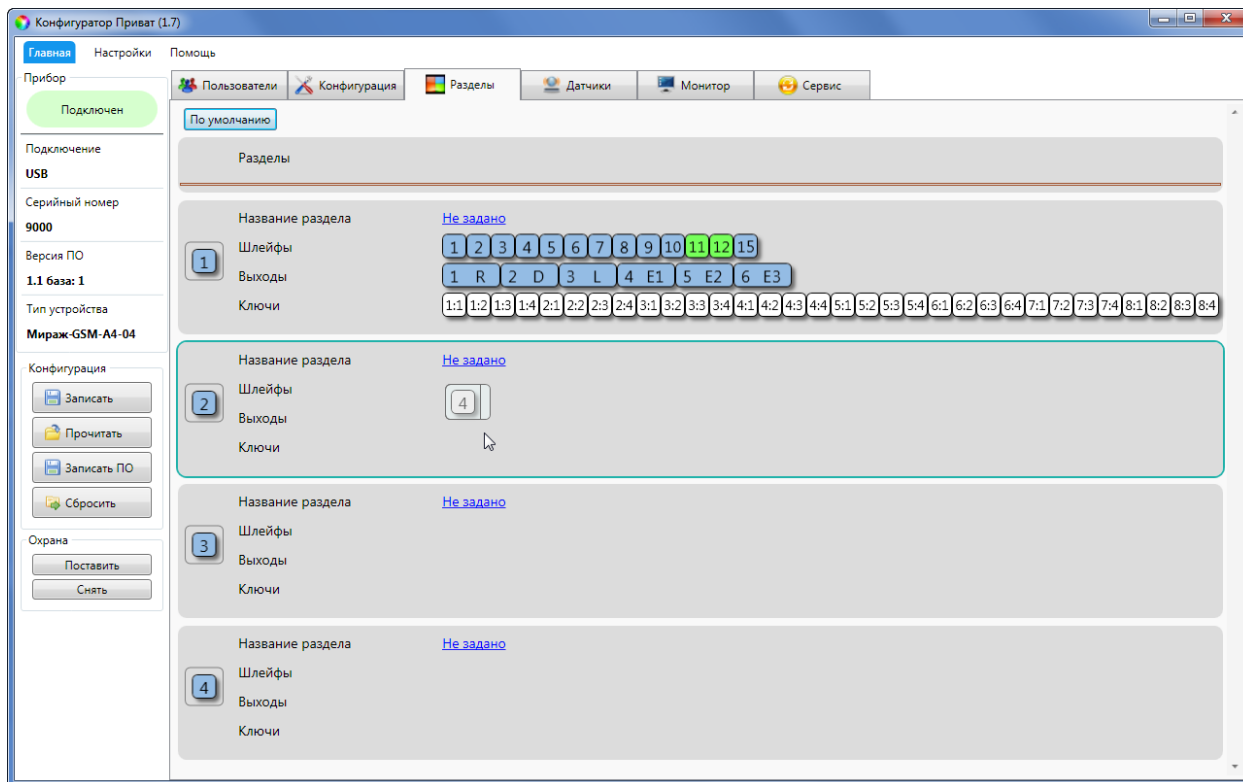 Конфигуратор Приват (1.7)
Главная Настройки Помощь
Прибор
Подключен
Подключение
USB
Серийный номер
9000
Версия ПО
1.1 база: 1
Тип устройства
Мираж-GSM-A4-04
Конфигурация
Записать
Прочитать
Записать ПО
Сбросить
Охрана
Поставить
Снять
Пользователи Конфигурация Разделы Датчики Монитор Сервис
По умолчанию
Разделы
1
Название раздела Не задано
Шлейфы 1 2 3 4 5 6 7 8 9 10 11 12 15
Выходы 1 R 2 D 3 L 4 E1 5 E2 6 E3
Ключи 1:1 1:2 1:3 1:4 2:1 2:2 2:3 2:4 3:1 3:2 3:3 3:4 4:1 4:2 4:3 4:4 5:1 5:2 5:3 5:4 6:1 6:2 6:3 6:4 7:1 7:2 7:3 7:4 8:1 8:2 8:3 8:4
2
Название раздела Не задано
Шлейфы
4
Выходы
Ключи
3
Название раздела Не задано
Шлейфы
Выходы
Ключи
4
Название раздела Не задано
Шлейфы
Выходы
Ключи